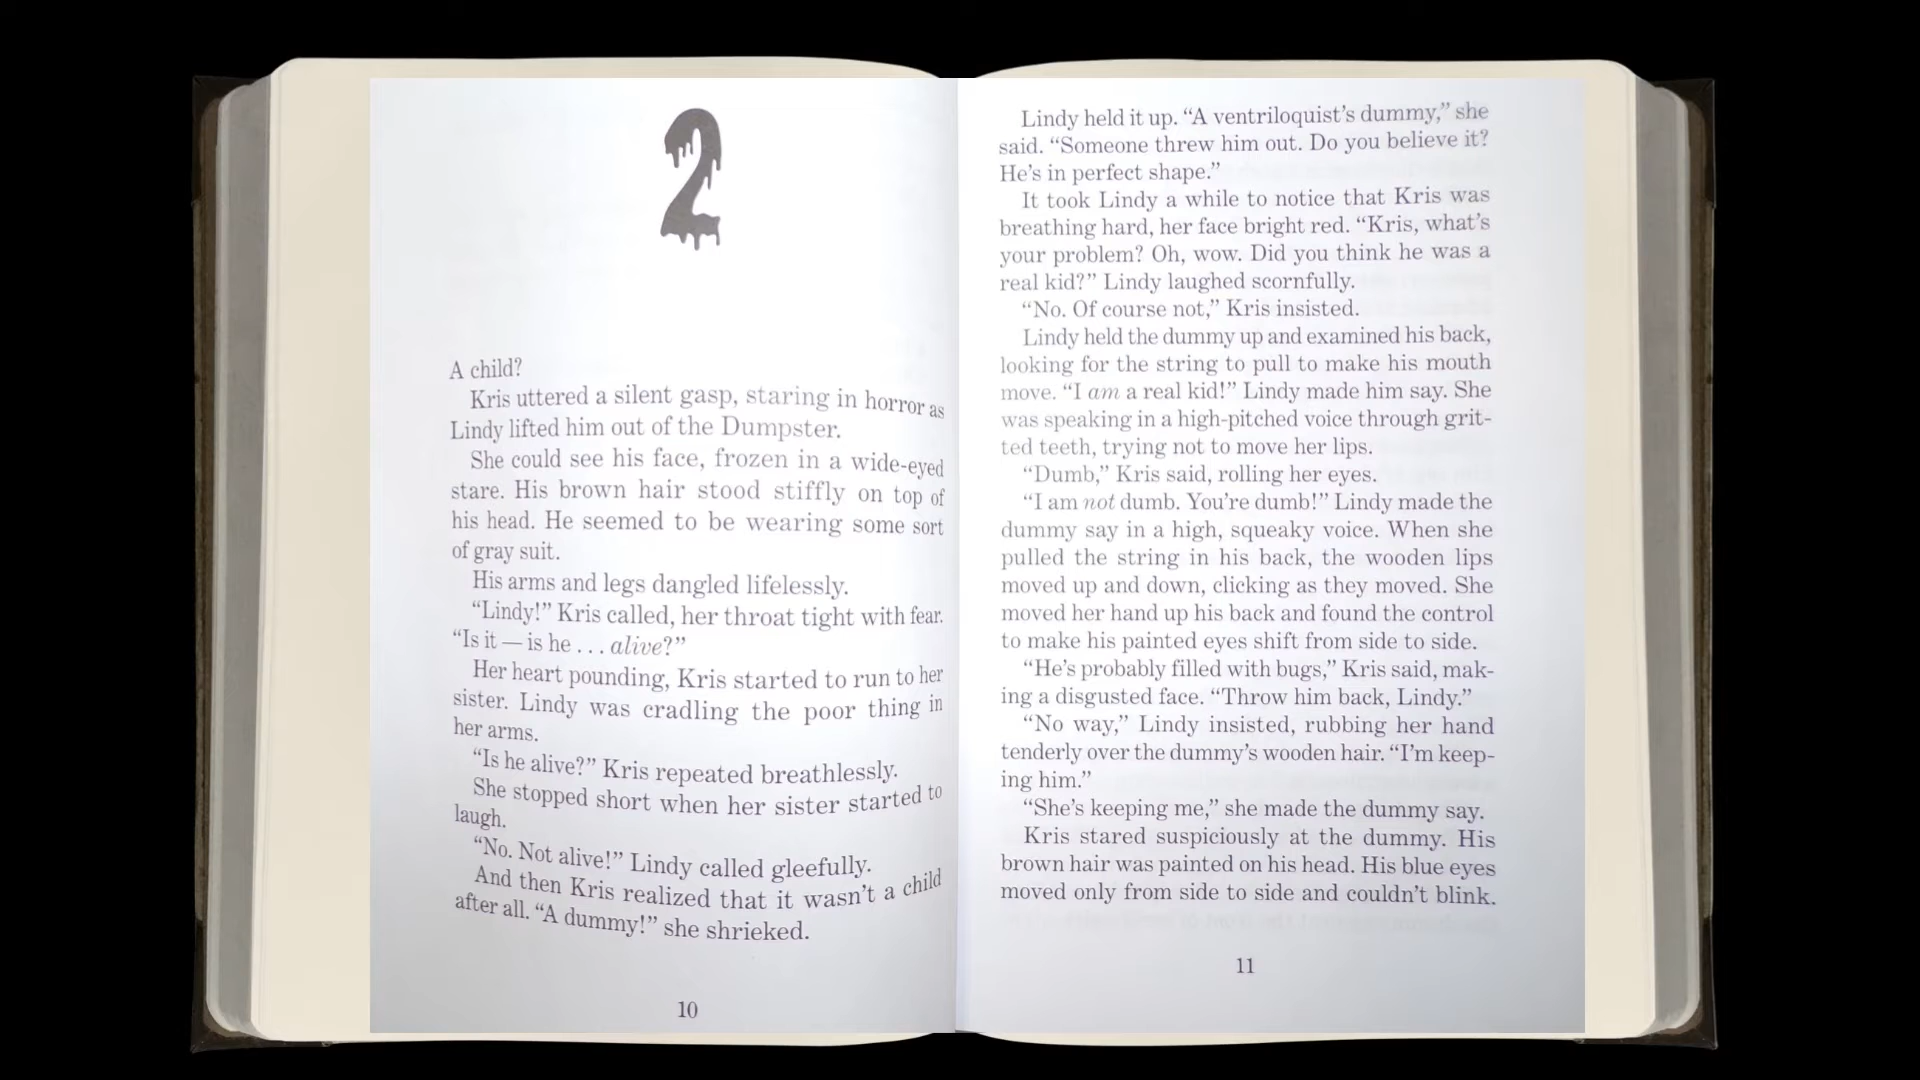 2
A child?
Kris uttered a silent gasp, staring in horror as
Lindy lifted him out of the Dumpster.
She could see his face, frozen in a wide-eyed
stare. His brown hair stood stiffly on top of
his head. He seemed to be wearing some sort
of gray suit.
His arms and legs dangled lifelessly.
“Lindy!” Kris called, her throat tight with fear.
“Is it — is he . . . alive?”
Her heart pounding, Kris started to run to her
sister. Lindy was cradling the poor thing in
her arms.
“Is he alive?” Kris repeated breathlessly.
She stopped short when her sister started to
laugh.
“No. Not alive!” Lindy called gleefully.
And then Kris realized that it wasn’t a child
after all. “A dummy!” she shrieked.
10
Lindy held it up. “A ventriloquist’s dummy,” she
said. “Someone threw him out. Do you believe it?
He’s in perfect shape.”
It took Lindy a while to notice that Kris was
breathing hard, her face bright red. “Kris, what’s
your problem? Oh, wow. Did you think he was a
real kid?” Lindy laughed scornfully.
“No. Of course not,” Kris insisted.
Lindy held the dummy up and examined his back,
looking for the string to pull to make his mouth
move. “I am a real kid!” Lindy made him say. She
was speaking in a high-pitched voice through grit-
ted teeth, trying not to move her lips.
“Dumb,” Kris said, rolling her eyes.
“I am not dumb. You’re dumb!” Lindy made the
dummy say in a high, squeaky voice. When she
pulled the string in his back, the wooden lips
moved up and down, clicking as they moved. She
moved her hand up his back and found the control
to make his painted eyes shift from side to side.
“He’s probably filled with bugs,” Kris said, mak-
ing a disgusted face. “Throw him back, Lindy.”
“No way,” Lindy insisted, rubbing her hand
tenderly over the dummy’s wooden hair. “I’m keep-
ing him.”
“She’s keeping me,” she made the dummy say.
Kris stared suspiciously at the dummy. His
brown hair was painted on his head. His blue eyes
moved only from side to side and couldn’t blink.
11